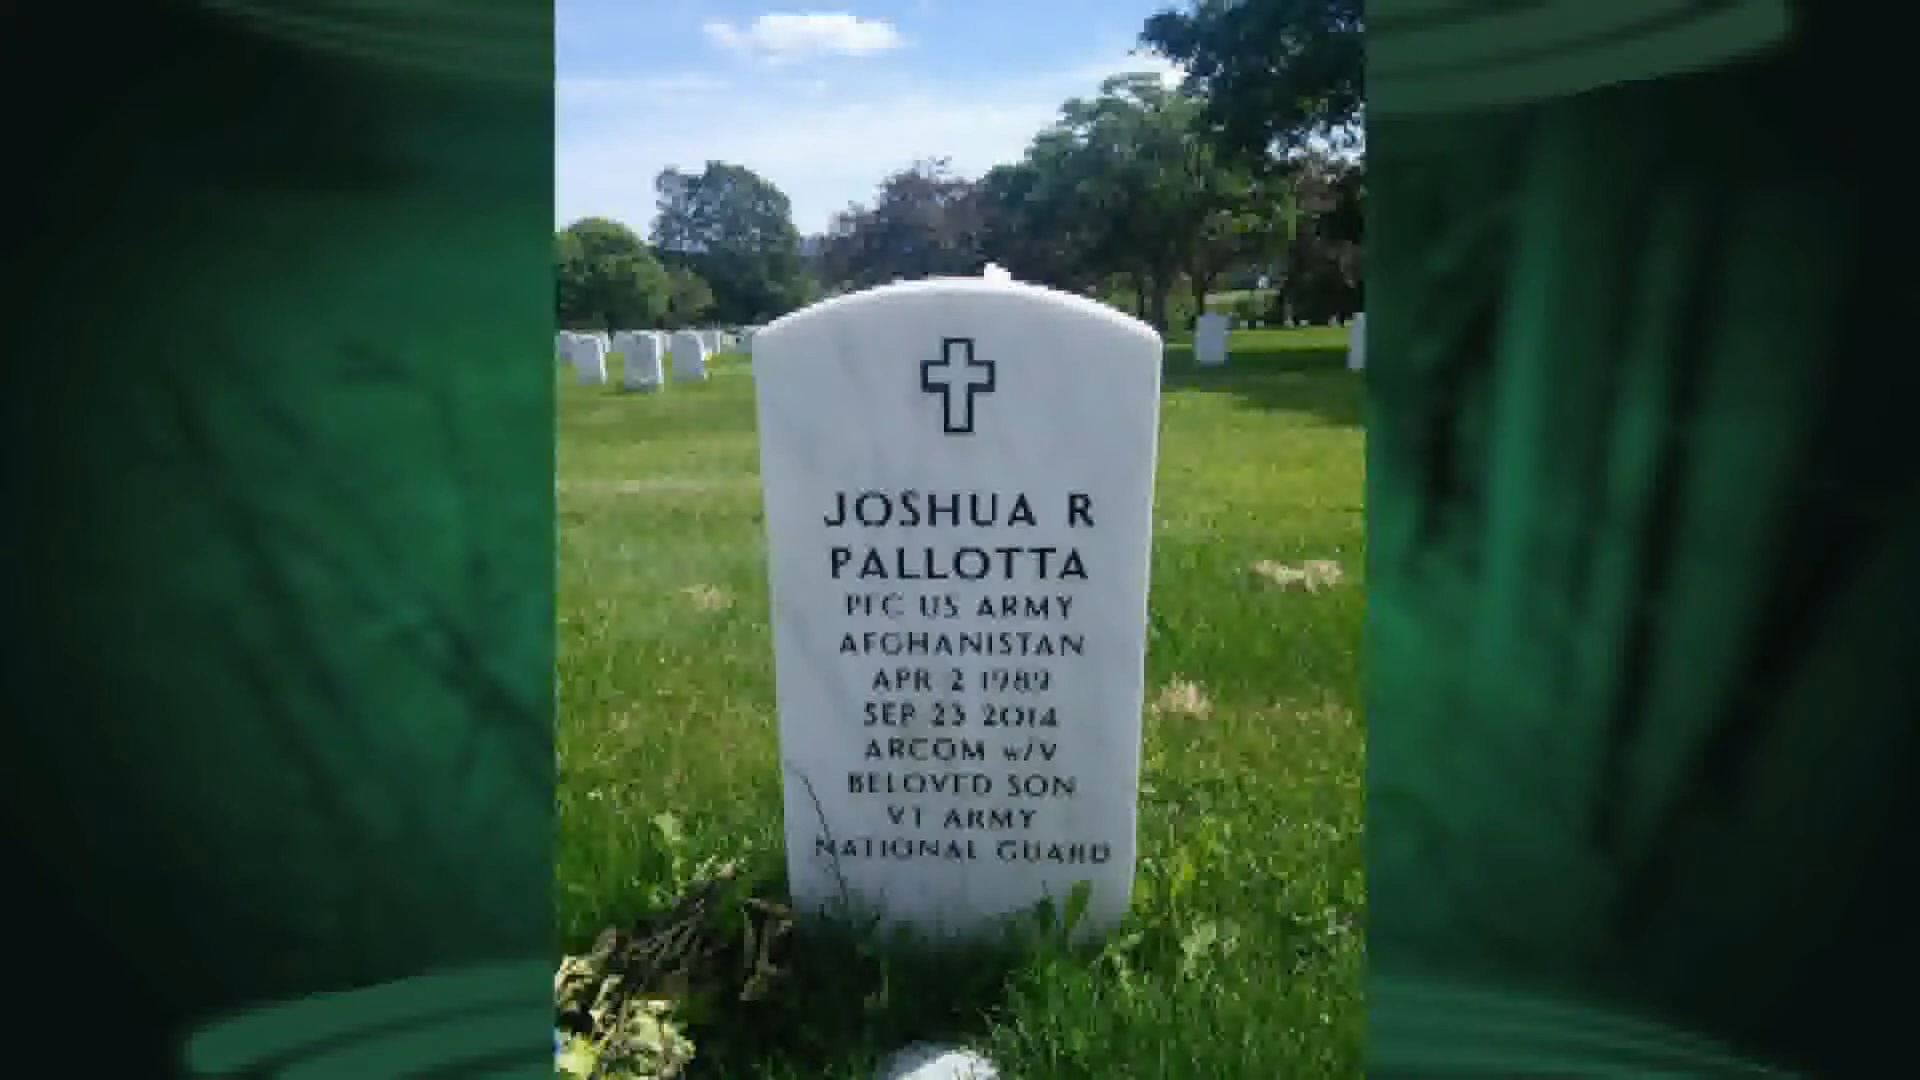 JOSHUA R
PALLOTTA
PFC US ARMY
AFGHANISTAN
APR 2 1989
SEP 23 2014
ARCOM w/V
BELOVED SON
VT ARMY
NATIONAL GUARD